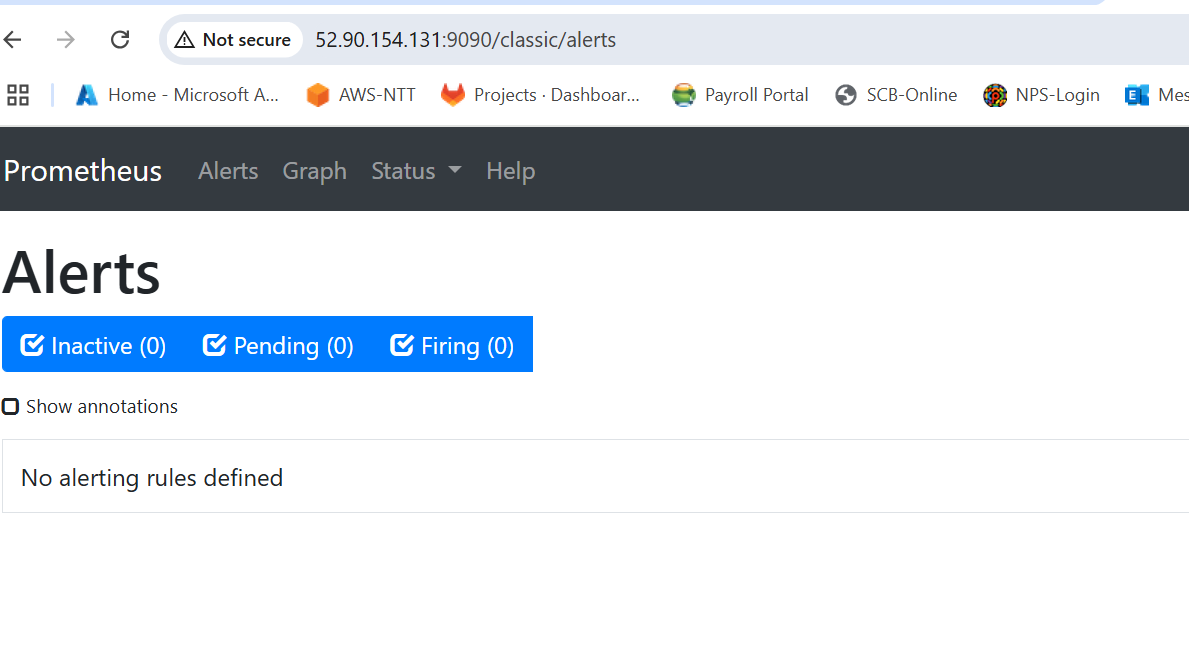 Not secure 52.90.154.131:9090/classic/alerts
Home - Microsoft A... AWS-NTT Projects · Dashboar... Payroll Portal SCB-Online NPS-Login E Mes
Prometheus Alerts Graph Status Help
Alerts
Inactive (0) Pending (0) Firing (0)
Show annotations
No alerting rules defined